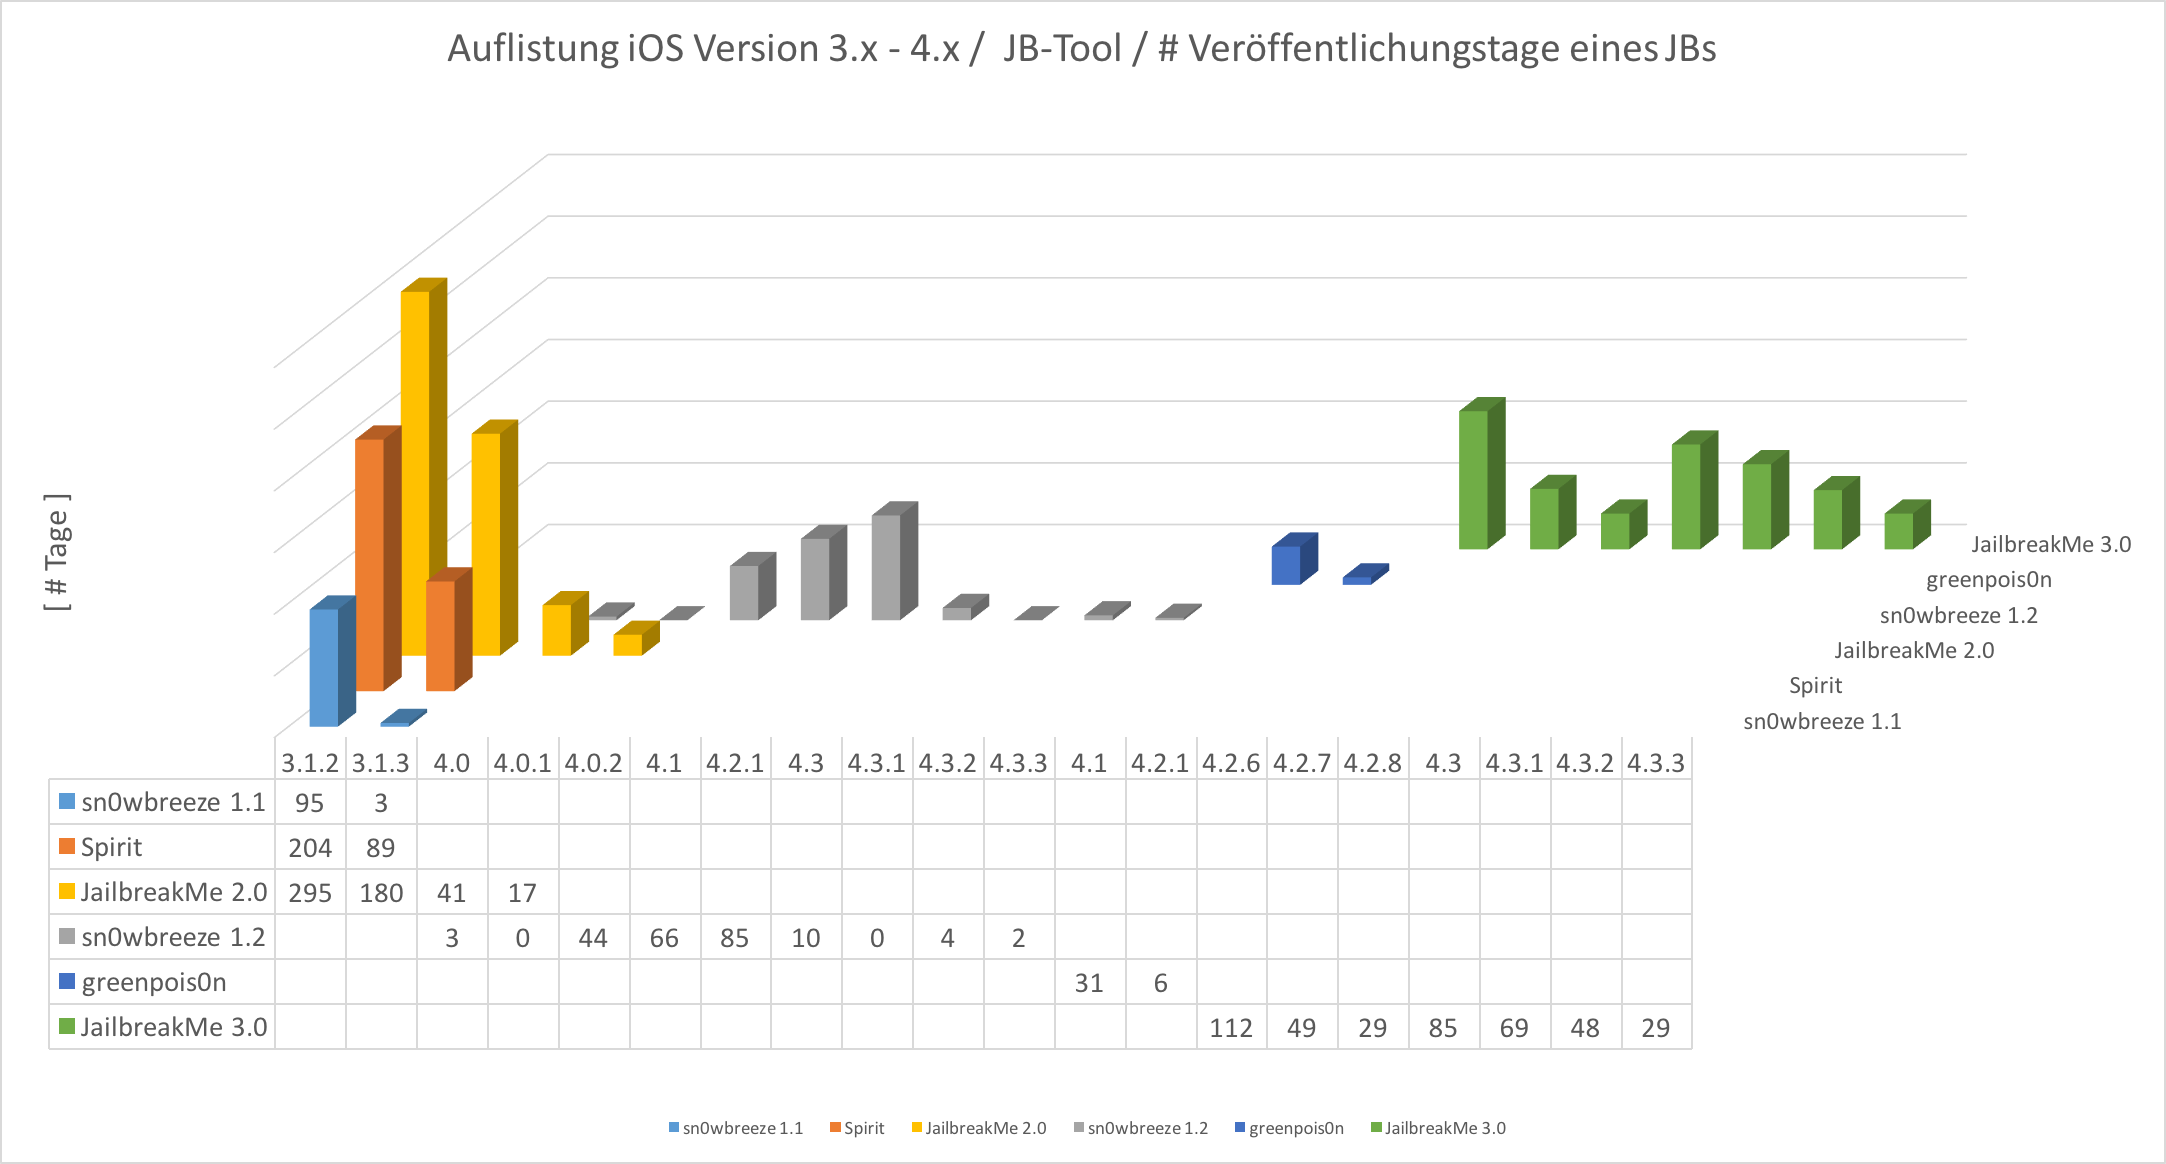 Auflistung iOS Version 3.x - 4.x / JB-Tool / # Veröffentlichungstage eines JBs
[ # Tage ]
JailbreakMe 3.0
greenpois0n
sn0wbreeze 1.2
JailbreakMe 2.0
Spirit
sn0wbreeze 1.1
3.1.2 3.1.3 4.0 4.0.1 4.0.2 4.1 4.2.1 4.3 4.3.1 4.3.2 4.3.3 4.1 4.2.1 4.2.6 4.2.7 4.2.8 4.3 4.3.1 4.3.2 4.3.3
sn0wbreeze 1.1 95 3
Spirit 204 89
JailbreakMe 2.0 295 180 41 17
sn0wbreeze 1.2 3 0 44 66 85 10 0 4 2
greenpois0n 31 6
JailbreakMe 3.0 112 49 29 85 69 48 29
sn0wbreeze 1.1 Spirit JailbreakMe 2.0 sn0wbreeze 1.2 greenpois0n JailbreakMe 3.0